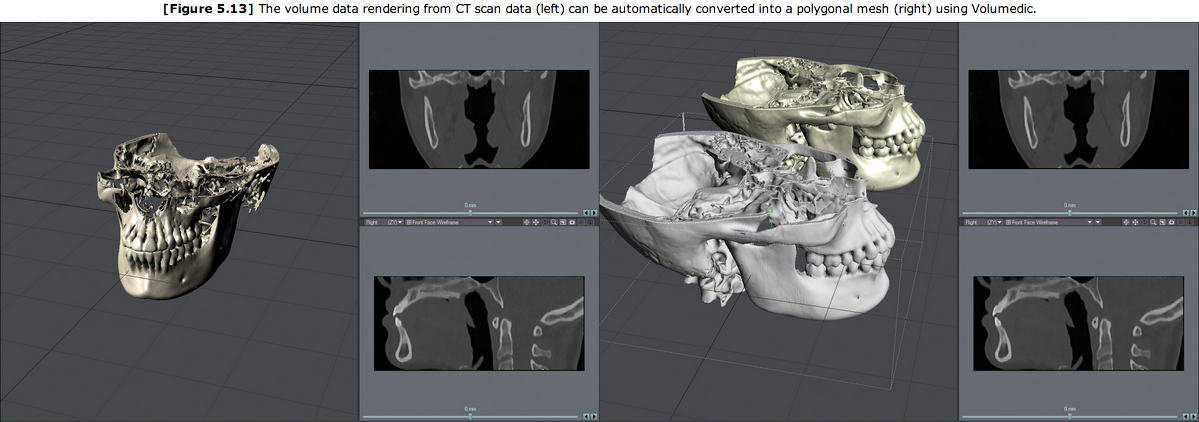 [Figure 5.13] The volume data rendering from CT scan data (left) can be automatically converted into a polygonal mesh (right) using Volumedic.
0 mm
0 mm
Right (ZY) Front Face Wireframe
Right (ZY) Front Face Wireframe
0 mm
0 mm